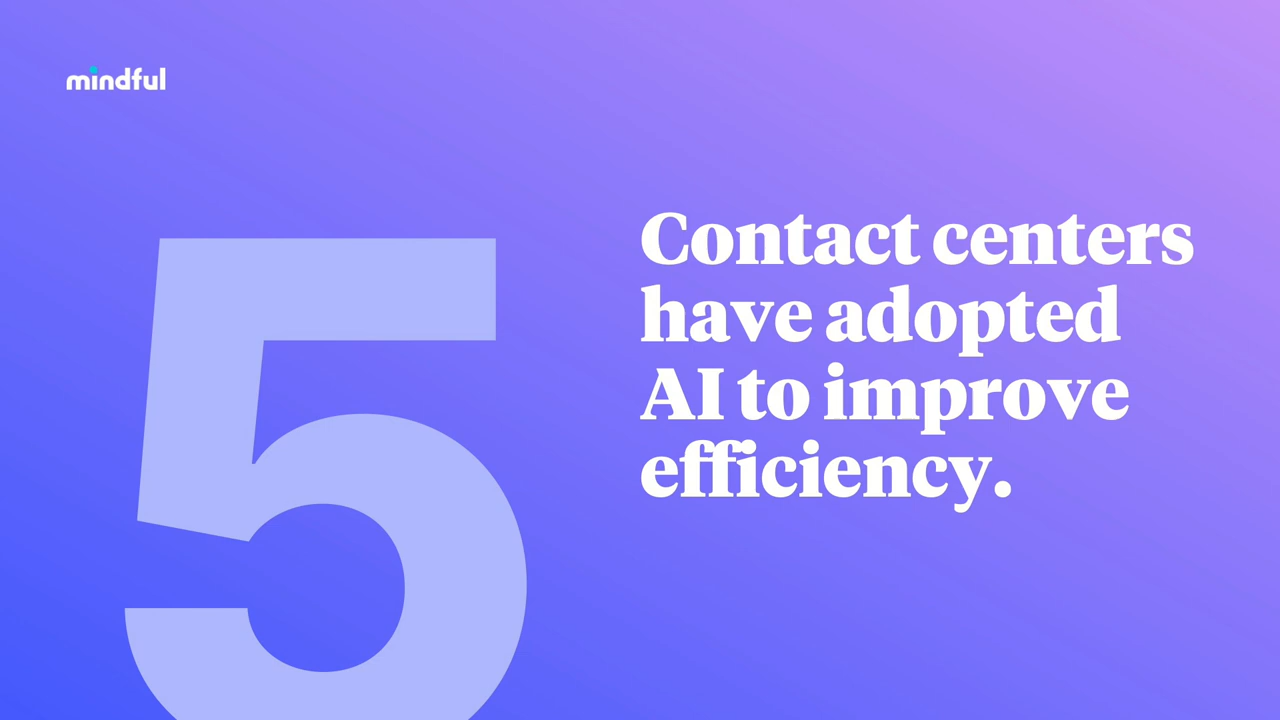 mindful
5
Contact centers
have adopted
AI to improve
efficiency.